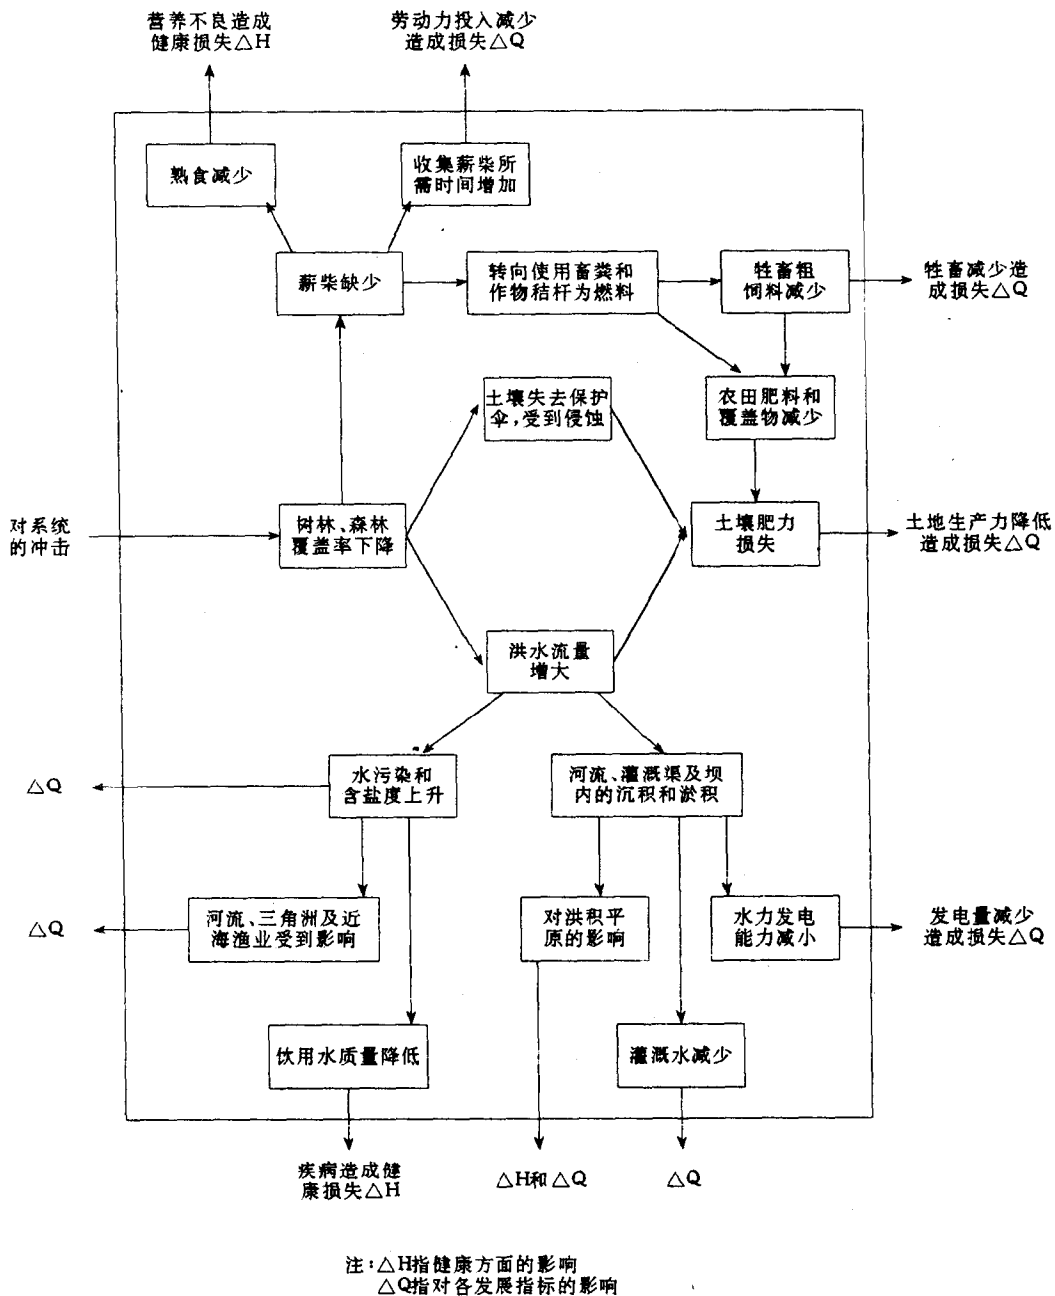 营养不良造成
健康损失△H
劳动力投入减少
造成损失△Q
熟食减少
收集薪柴所
需时间增加
薪柴缺少
转向使用畜粪和
作物秸杆为燃料
牲畜粗
饲料减少
牲畜减少造
成损失△Q
土壤失去保护
伞,受到侵蚀
农田肥料和
覆盖物减少
对系统
的冲击
树林、森林
覆盖率下降
土壤肥力
损失
土地生产力降低
造成损失△Q
洪水流量
增大
△Q
水污染和
含盐度上升
河流、灌溉渠及坝
内的沉积和淤积
△Q
河流、三角洲及近
海渔业受到影响
对洪积平
原的影响
水力发电
能力减小
发电量减少
造成损失△Q
饮用水质量降低
灌溉水减少
疾病造成健
康损失△H
△H和△Q
△Q
注:△H指健康方面的影响
△Q指对各发展指标的影响